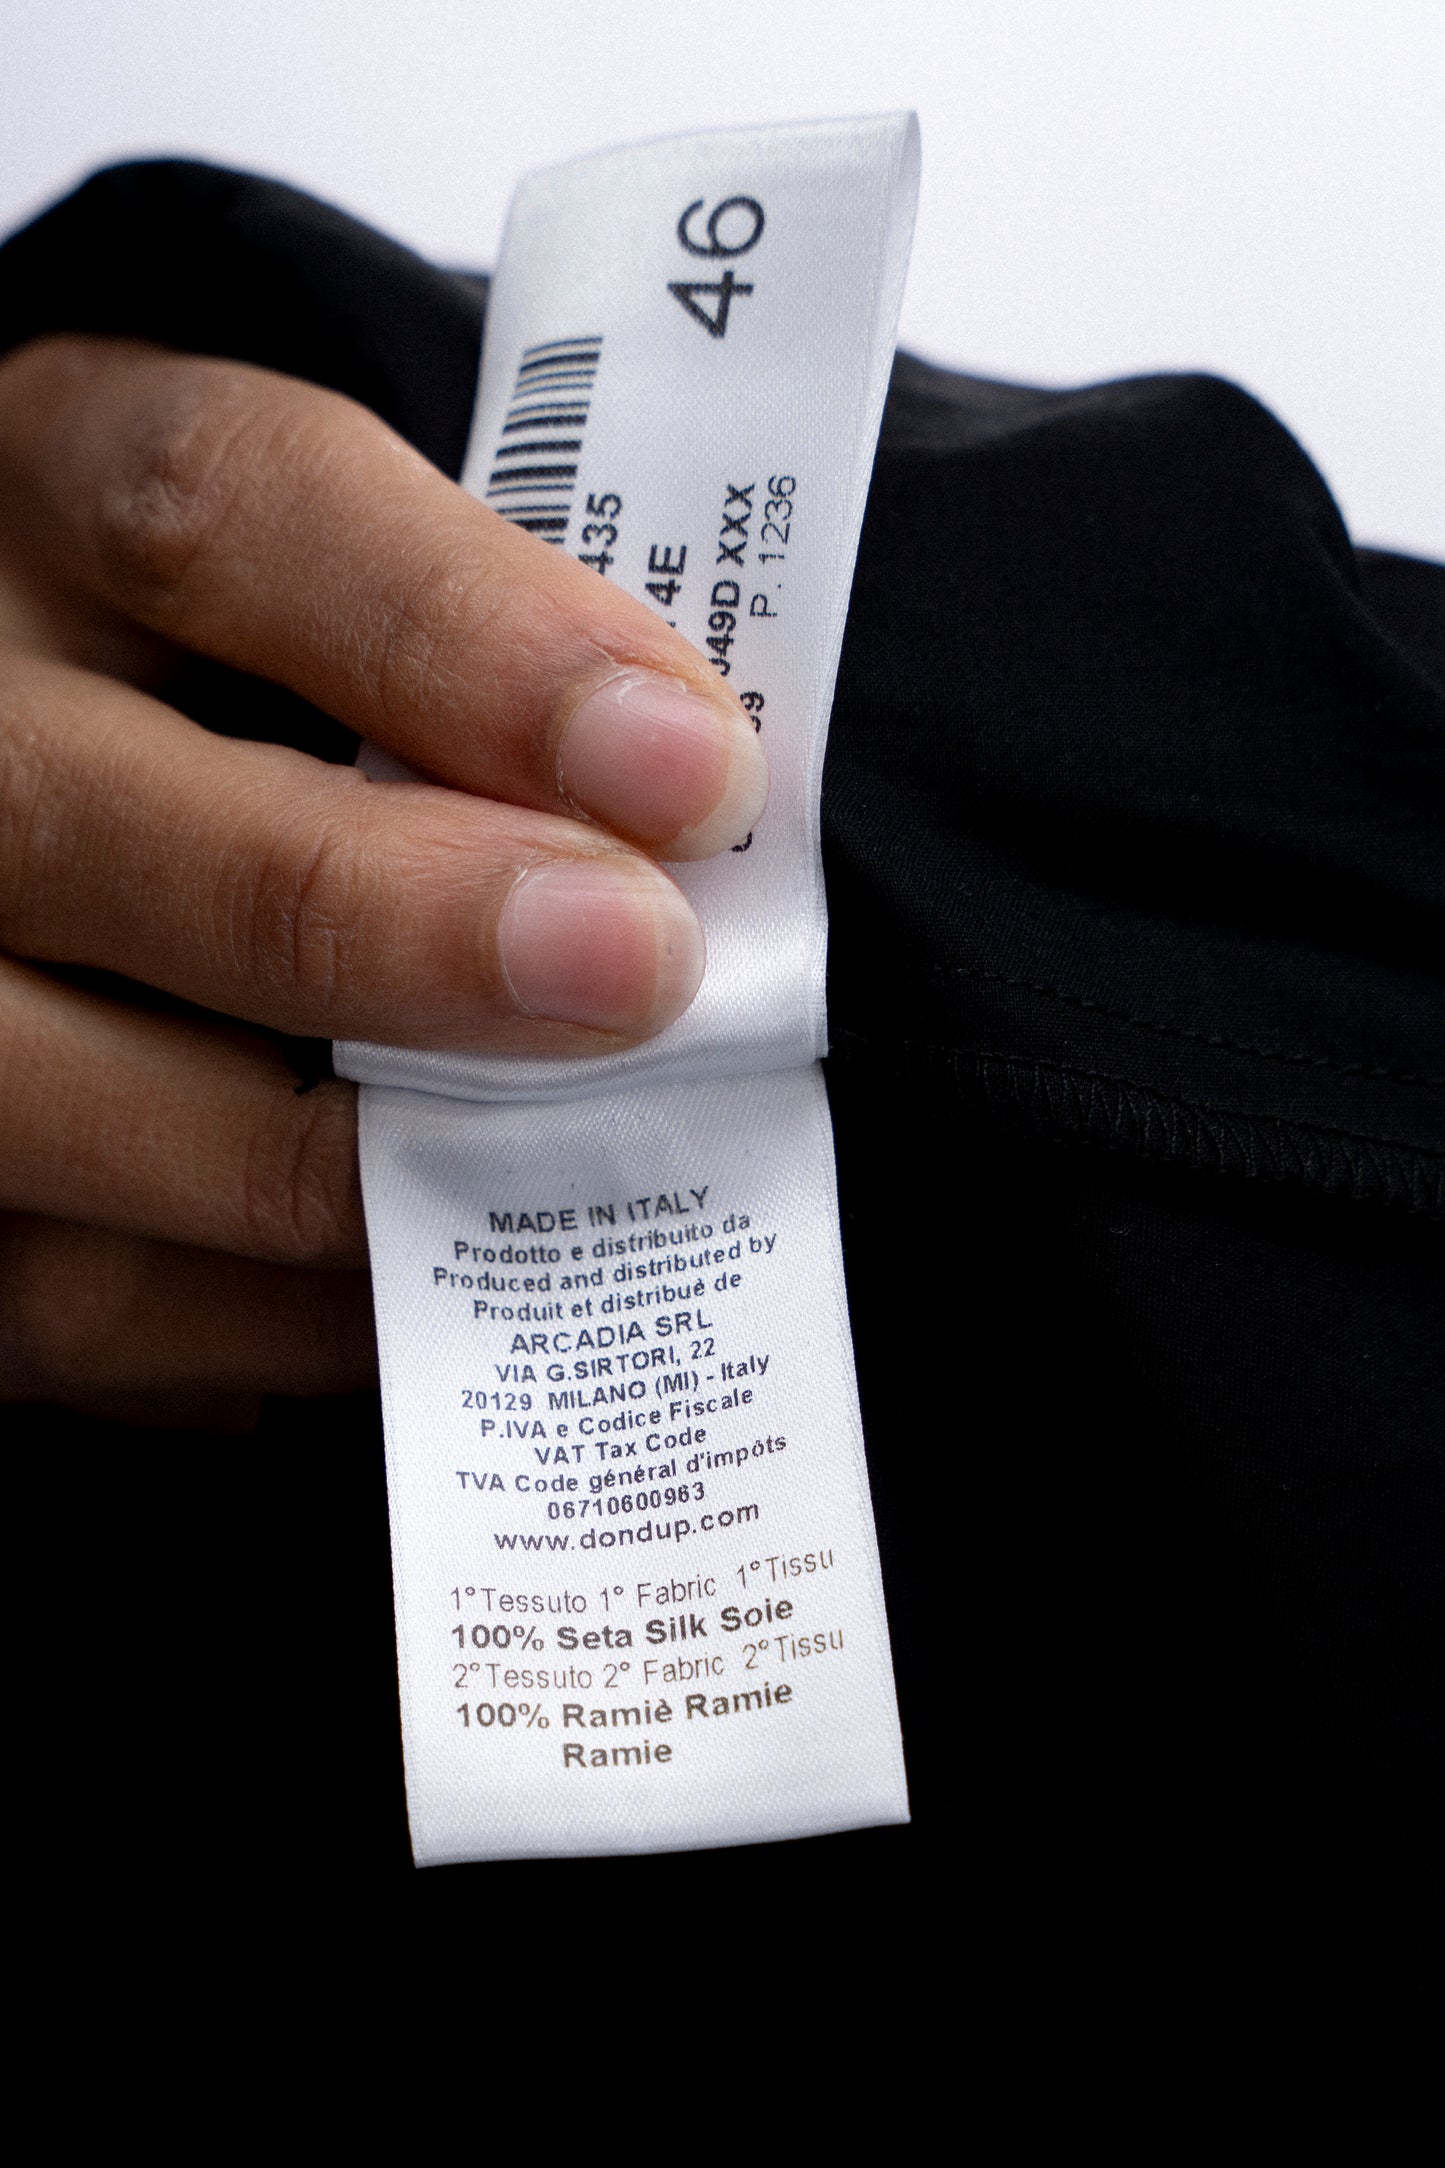 46
435
4E
49D XXX
P. 1236
MADE IN ITALY
Prodotto e distribuito da
Produced and distributed by
Produit et distribué de
ARCADIA SRL
VIA G.SIRTORI, 22
20129 MILANO (MI) - Italy
P.IVA e Codice Fiscale
VAT Tax Code
TVA Code général d'impôts
06710600963
www.dondup.com
1°Tessuto 1° Fabric 1°Tissu
100% Seta Silk Soie
2°Tessuto 2° Fabric 2°Tissu
100% Ramiè Ramie
Ramie